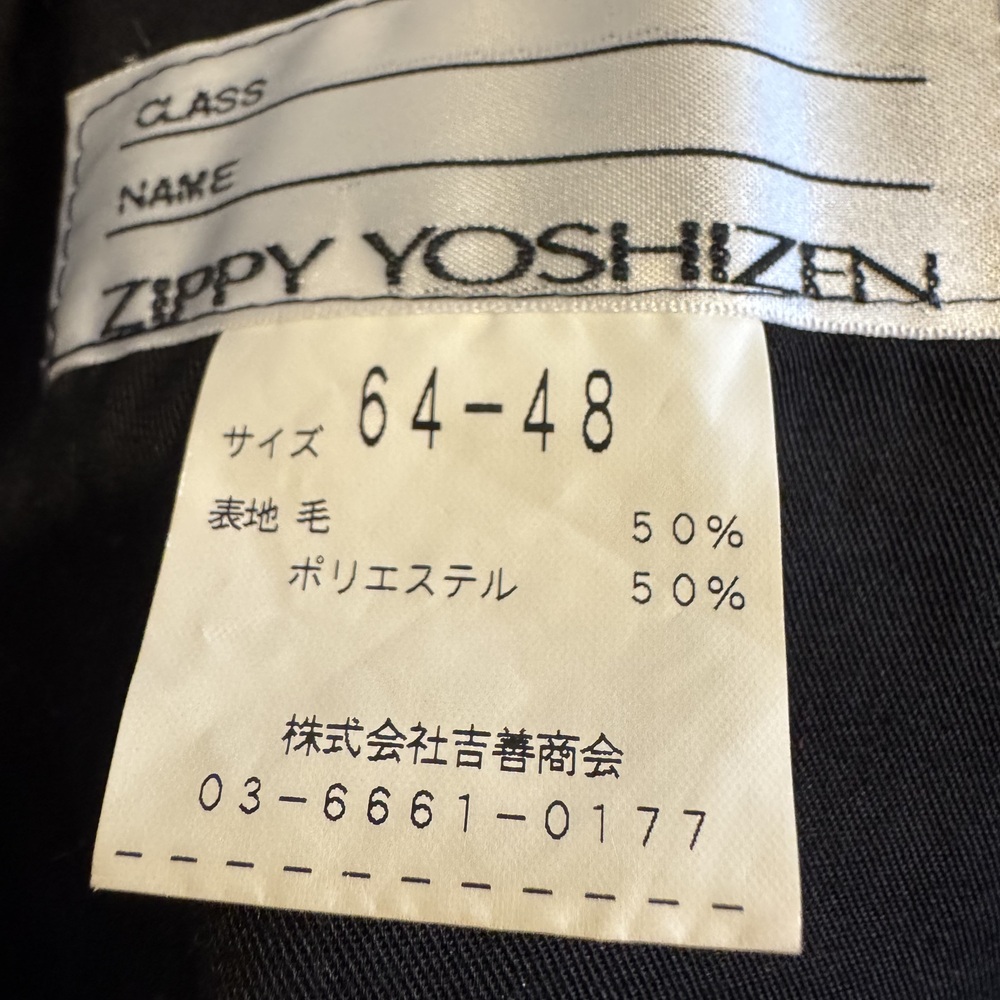 CLASS
NAME
ZIPPY YOSHIZEN
サイズ 64-48
表地 毛 50%
ポリエステル 50%
株式会社吉善商会
03-6661-0177